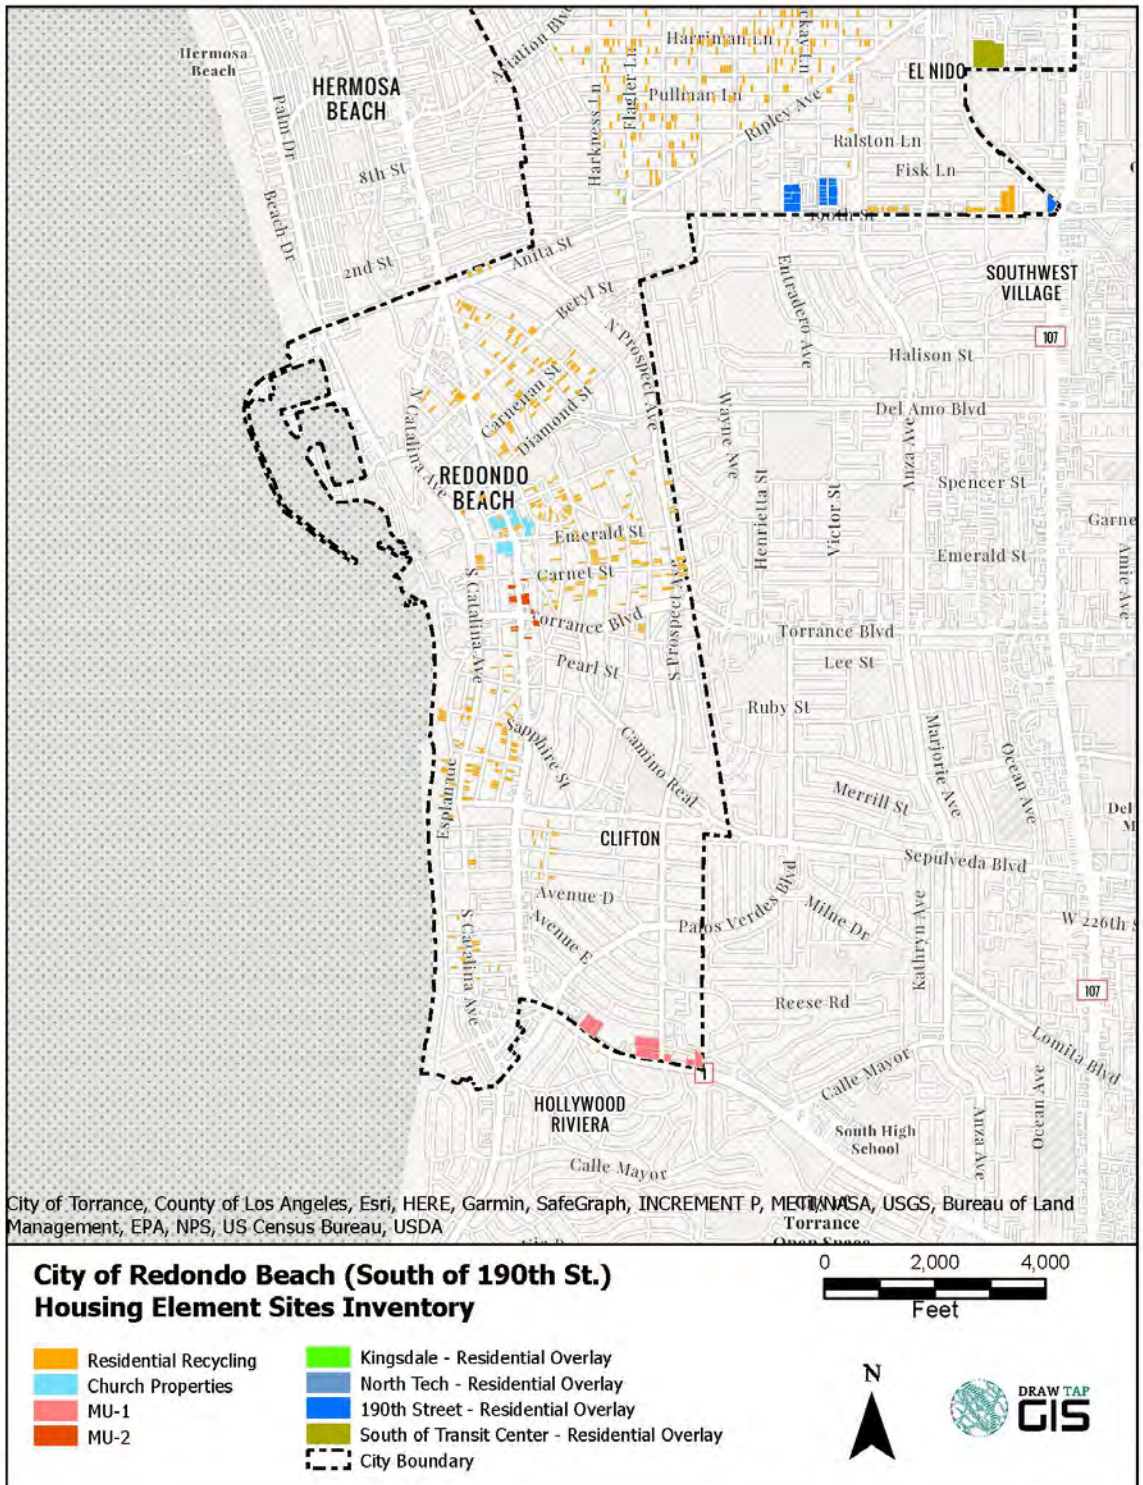 Hermosa
Beach
HERMOSA
BEACH
Palm Dr
Beach Dr
8th St
2nd St
Aviation Blvd
Harkness Ln
Flagler Ln
Harriman Ln
Pullman Ln
Ripley Ave
EL NIDO
Ralston Ln
Fisk Ln
190th St
Anita St
Beryl St
N Prospect Ave
Entradero Ave
SOUTHWEST
VILLAGE
107
Halison St
N Catalina Ave
Carnelian St
Diamond St
Wayne Ave
Del Amo Blvd
Anza Ave
REDONDO
BEACH
Henrietta St
Victor St
Spencer St
Emerald St
Emerald St
Garnet St
S Catalina Ave
Torrance Blvd
S Prospect Ave
Torrance Blvd
Amie Ave
Pearl St
Lee St
Ruby St
Sapphire St
Camino Real
Marjorie Ave
Ocean Ave
Esplanade
Merrill St
CLIFTON
Sepulveda Blvd
Avenue D
Avenue E
Palos Verdes Blvd
Milne Dr
Kathryn Ave
W 226th
S Catalina Ave
107
Reese Rd
Lomita Blvd
Calle Mayor
HOLLYWOOD
RIVIERA
South High
School
Anza Ave
Ocean Ave
Calle Mayor
City of Torrance, County of Los Angeles, Esri, HERE, Garmin, SafeGraph, INCREMENT P, METI/NASA, USGS, Bureau of Land
Management, EPA, NPS, US Census Bureau, USDA
Torrance
Open Space
City of Redondo Beach (South of 190th St.)
Housing Element Sites Inventory
0 2,000 4,000
Feet
Residential Recycling
Church Properties
MU-1
MU-2
Kingsdale - Residential Overlay
North Tech - Residential Overlay
190th Street - Residential Overlay
South of Transit Center - Residential Overlay
City Boundary
N
DRAW TAP
GIS